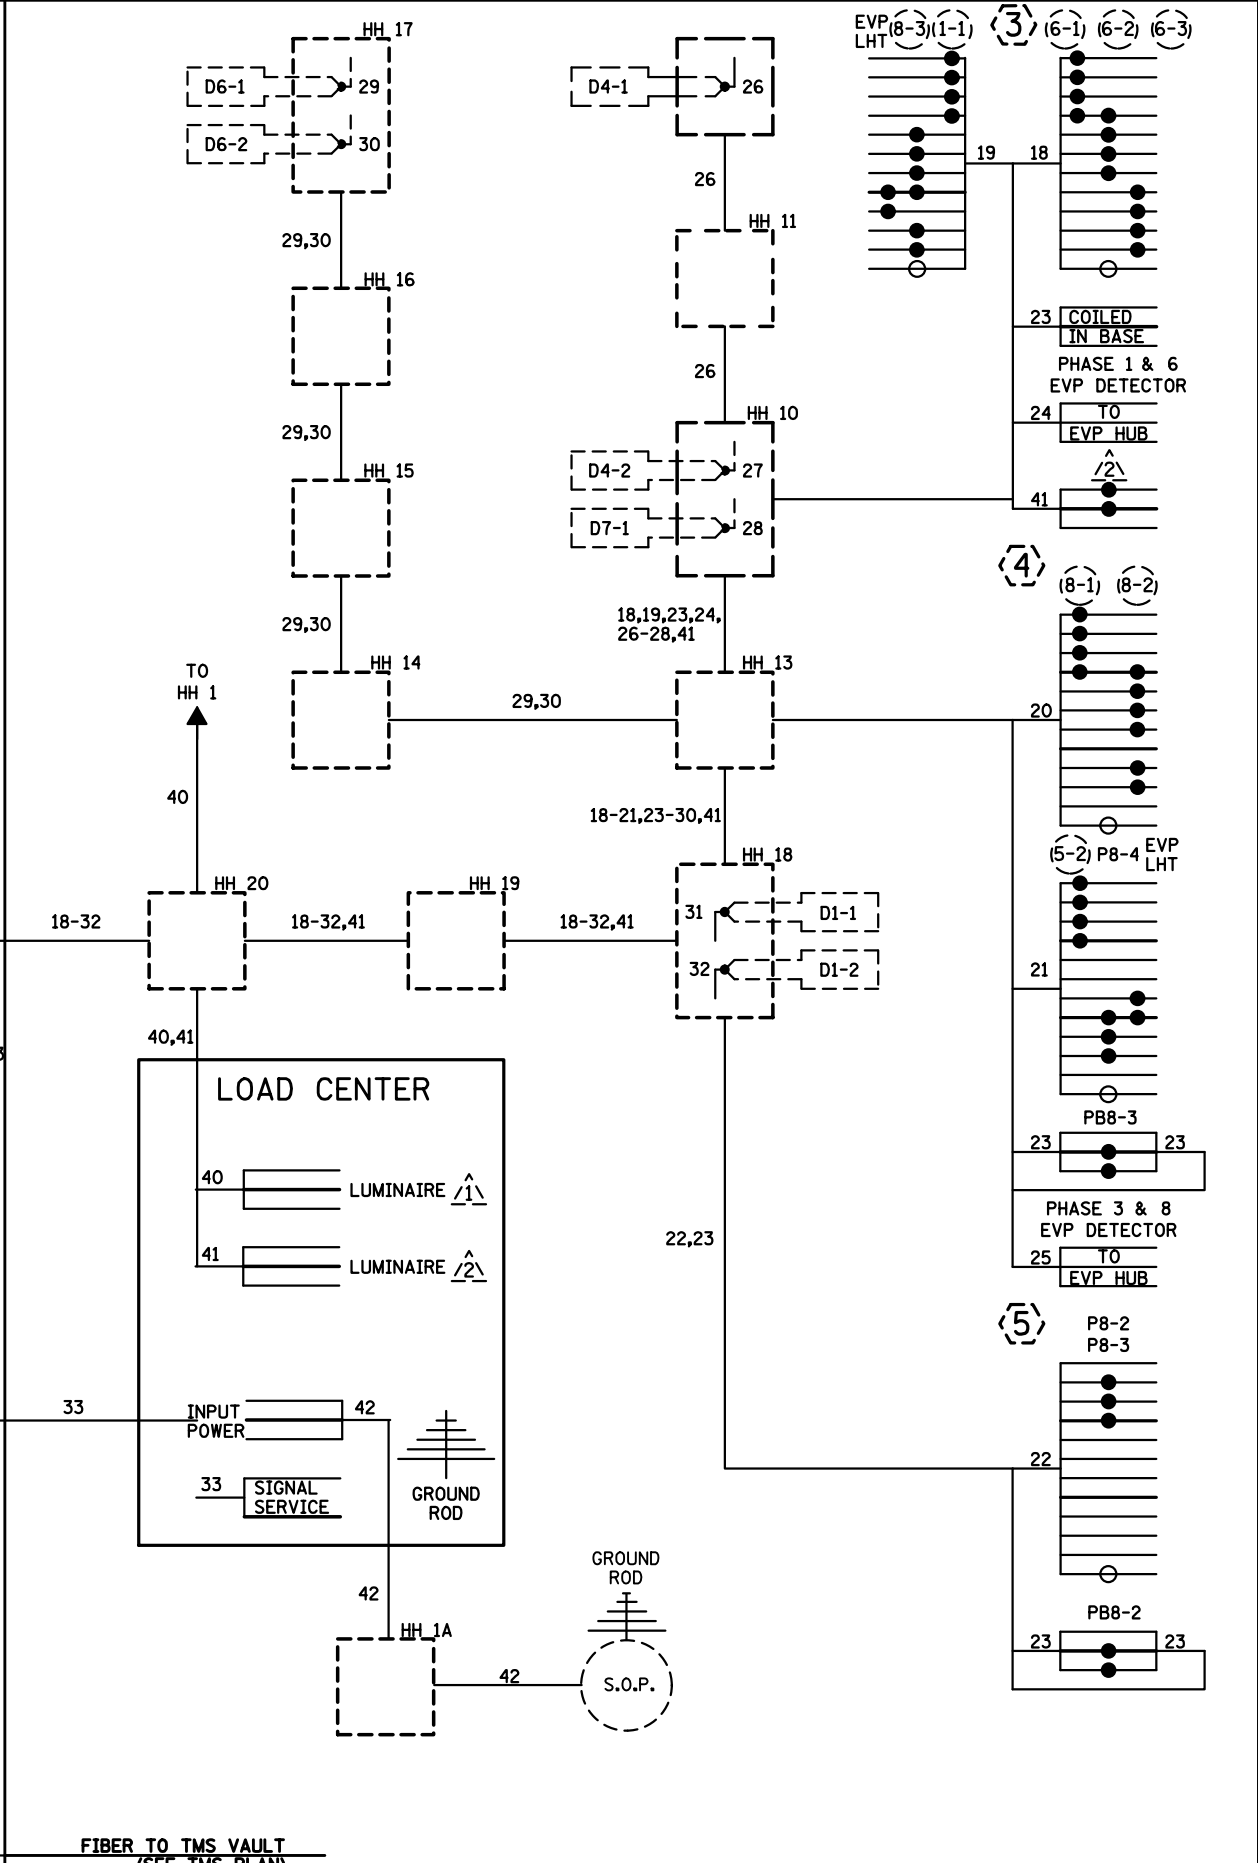 HH 17
D6-1
29
D6-2
30
29,30
HH 16
29,30
HH 15
29,30
HH 14
TO
HH 1
40
29,30
D4-1
26
26
HH 11
26
HH 10
D4-2
27
D7-1
28
18,19,23,24,
26-28,41
HH 13
18-21,23-30,41
HH 18
31
D1-1
32
D1-2
22,23
18-32
HH 20
18-32,41
HH 19
18-32,41
40,41
LOAD CENTER
40
LUMINAIRE 1
41
LUMINAIRE 2
33
INPUT
POWER
42
33
SIGNAL
SERVICE
GROUND
ROD
42
HH 1A
42
GROUND
ROD
S.O.P.
EVP
LHT
(8-3) (1-1)
3
(6-1) (6-2) (6-3)
19
18
23
COILED
IN BASE
PHASE 1 & 6
EVP DETECTOR
24
TO
EVP HUB
2
41
4
(8-1) (8-2)
20
(5-2) P8-4 EVP
LHT
21
PB8-3
23
23
PHASE 3 & 8
EVP DETECTOR
25
TO
EVP HUB
5
P8-2
P8-3
22
PB8-2
23
23
FIBER TO TMS VAULT
(SEE TMS PLAN)